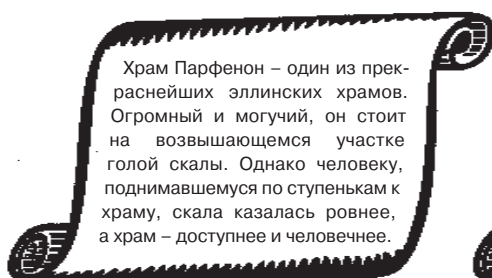 Храм Парфенон – один из прек-
раснейших эллинских храмов.
Огромный и могучий, он стоит
на возвышающемся участке
голой скалы. Однако человеку,
поднимавшемуся по ступенькам к
храму, скала казалась ровнее,
а храм – доступнее и человечнее.